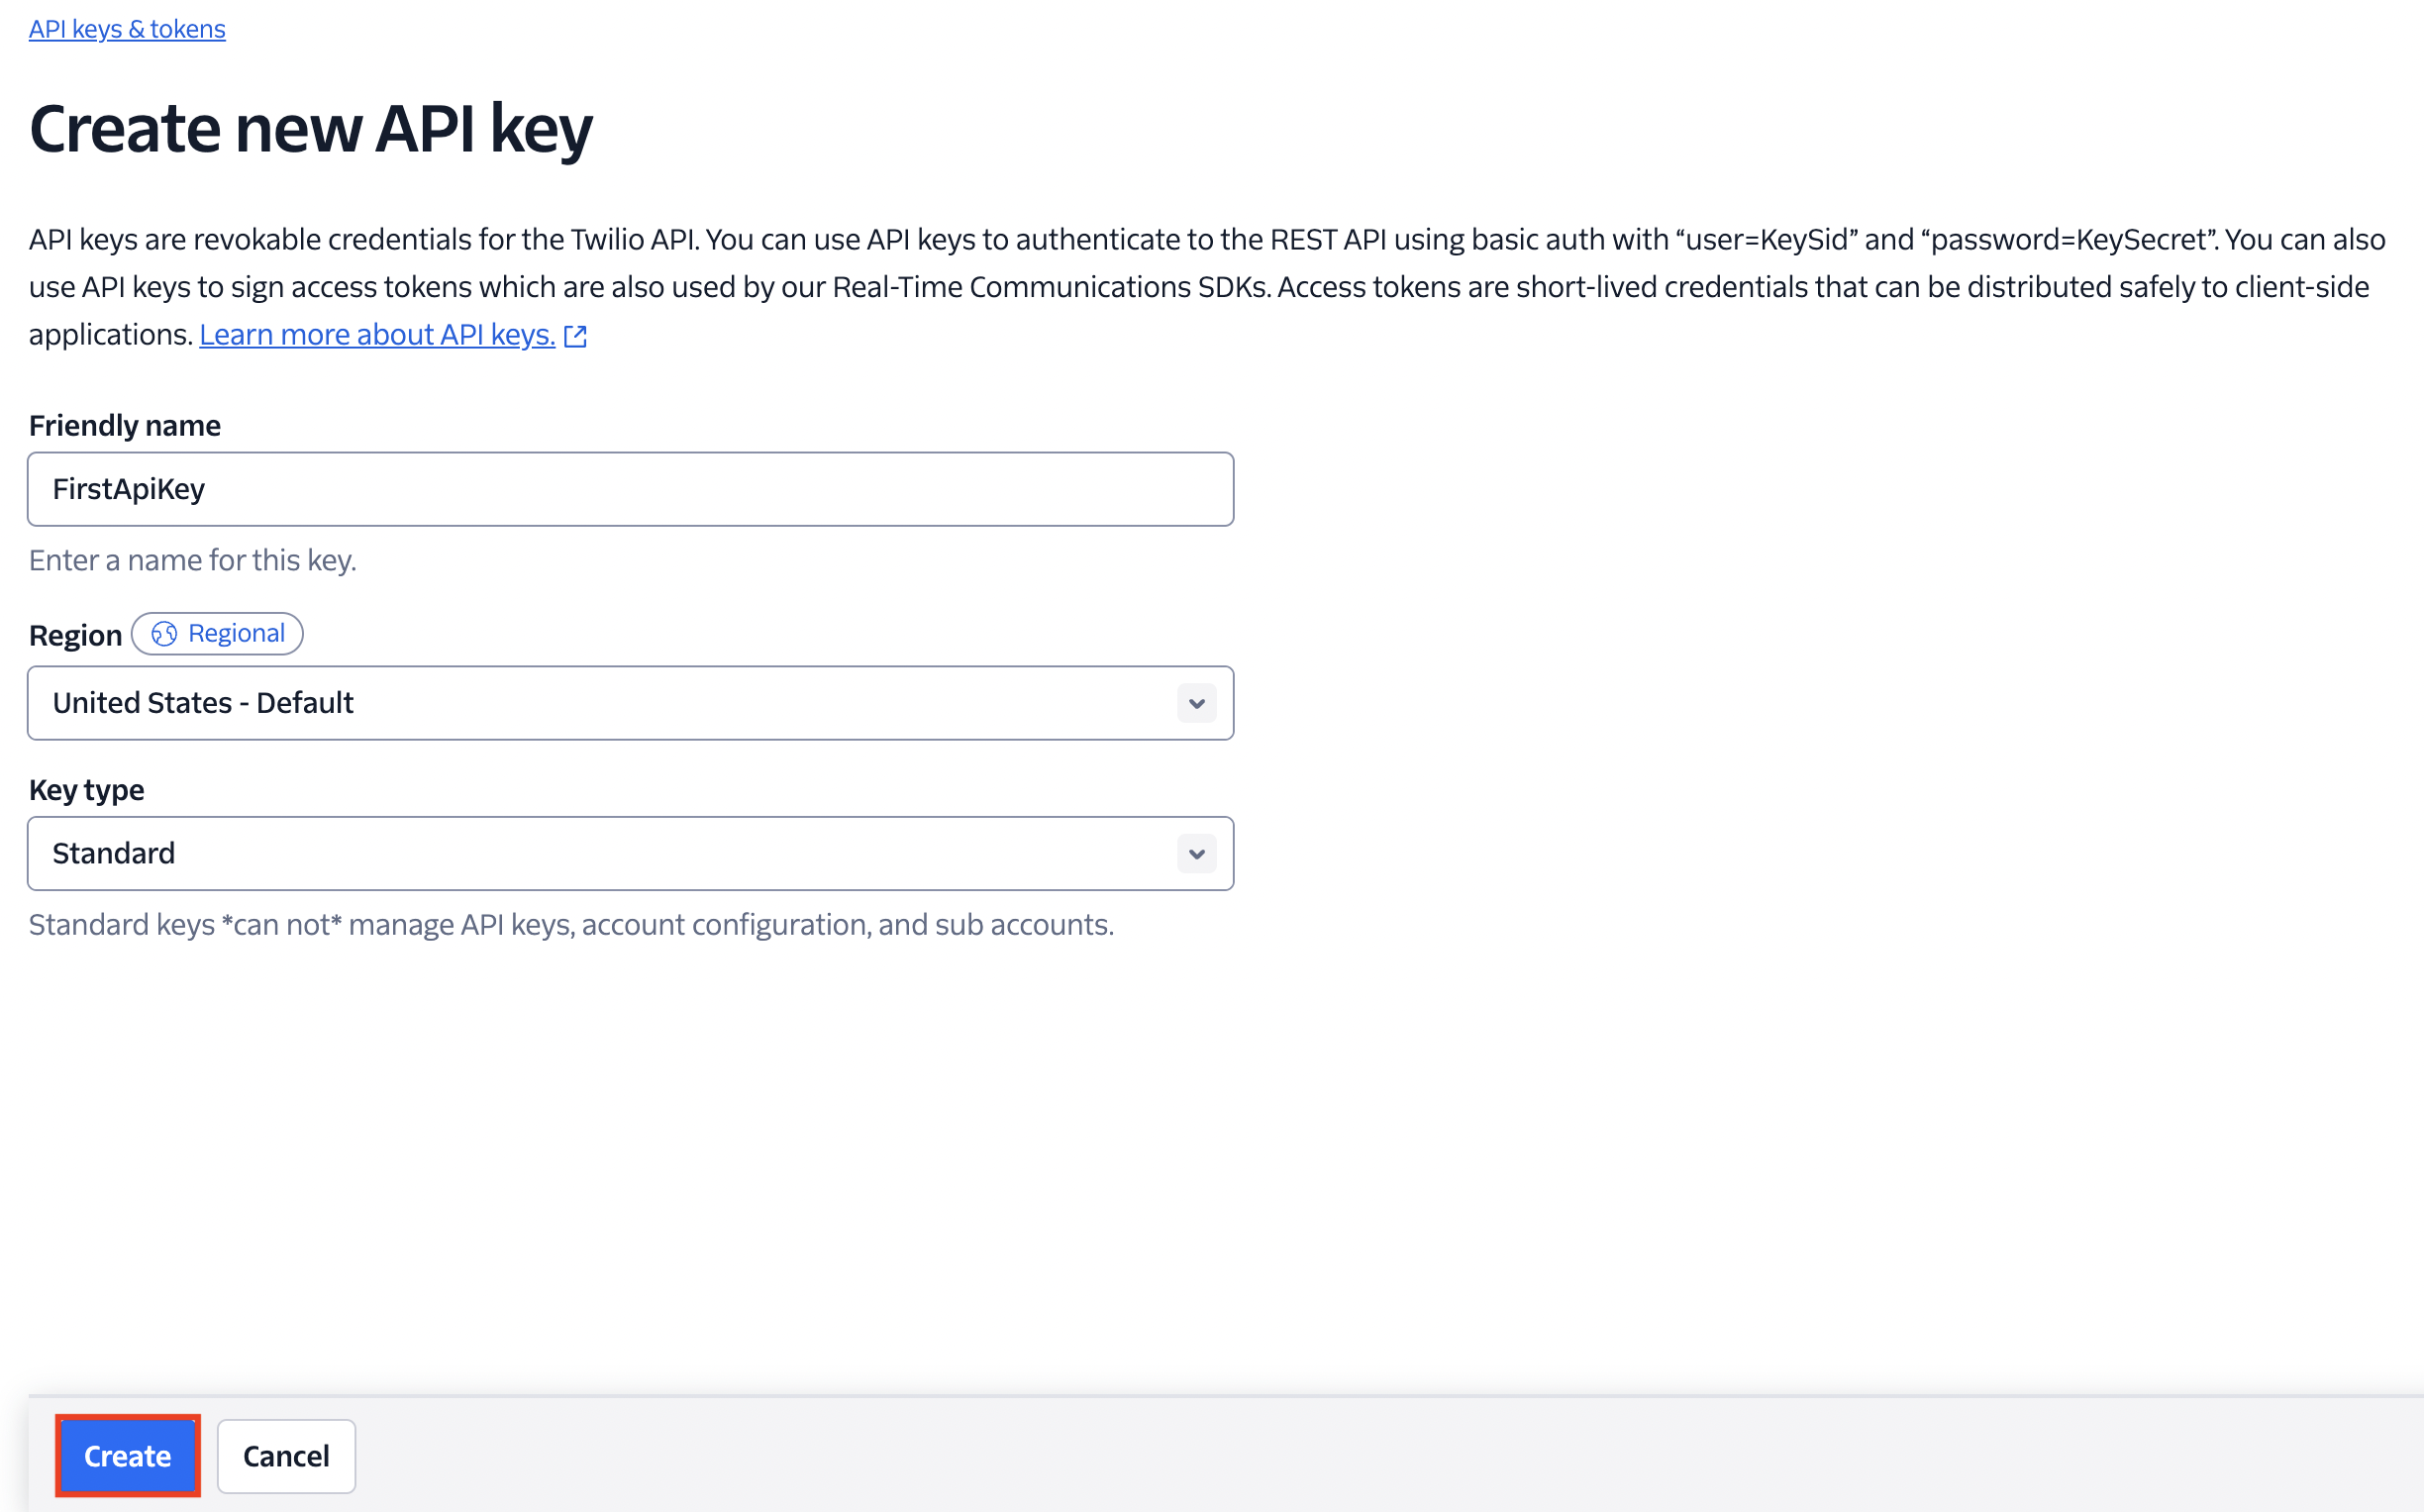 API keys & tokens
Create new API key
API keys are revokable credentials for the Twilio API. You can use API keys to authenticate to the REST API using basic auth with “user=KeySid” and “password=KeySecret”. You can also
use API keys to sign access tokens which are also used by our Real-Time Communications SDKs. Access tokens are short-lived credentials that can be distributed safely to client-side
applications. Learn more about API keys.
Friendly name
FirstApiKey
Enter a name for this key.
Region Regional
United States - Default
Key type
Standard
Standard keys *can not* manage API keys, account configuration, and sub accounts.
Create Cancel